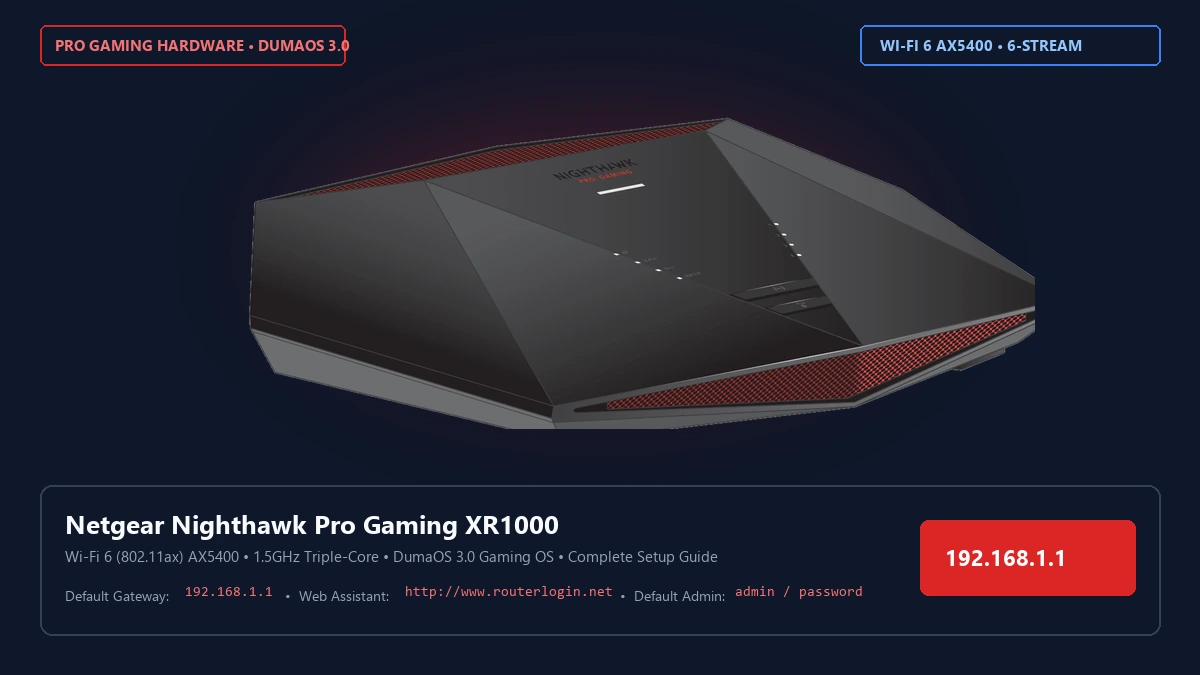 PRO GAMING HARDWARE • DUMAOS 3.0
WI-FI 6 AX5400 • 6-STREAM
NIGHTHAWK
PRO GAMING
Netgear Nighthawk Pro Gaming XR1000
Wi-Fi 6 (802.11ax) AX5400 • 1.5GHz Triple-Core • DumaOS 3.0 Gaming OS • Complete Setup Guide
Default Gateway: 192.168.1.1 • Web Assistant: http://www.routerlogin.net • Default Admin: admin / password
192.168.1.1